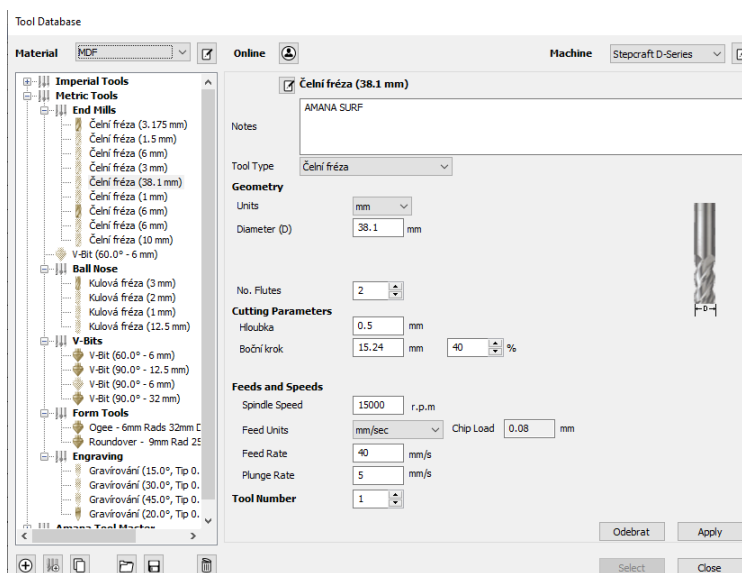 Tool Database
Material MDF Online Machine Stepcraft D-Series
Imperial Tools
Metric Tools
End Mills
Čelní fréza (3.175 mm)
Čelní fréza (1.5 mm)
Čelní fréza (6 mm)
Čelní fréza (3 mm)
Čelní fréza (38.1 mm)
Čelní fréza (1 mm)
Čelní fréza (6 mm)
Čelní fréza (6 mm)
Čelní fréza (10 mm)
V-Bit (60.0° - 6 mm)
Ball Nose
Kulová fréza (3 mm)
Kulová fréza (2 mm)
Kulová fréza (1 mm)
Kulová fréza (12.5 mm)
V-Bits
V-Bit (60.0° - 6 mm)
V-Bit (90.0° - 12.5 mm)
V-Bit (90.0° - 6 mm)
V-Bit (90.0° - 32 mm)
Form Tools
Ogee - 6mm Rads 32mm D
Roundover - 9mm Rad 25
Engraving
Gravírování (15.0°, Tip 0.
Gravírování (30.0°, Tip 0.
Gravírování (45.0°, Tip 0.
Gravírování (20.0°, Tip 0.
Amana Tool Master
Čelní fréza (38.1 mm)
Notes AMANA SURF
Tool Type Čelní fréza
Geometry
Units mm
Diameter (D) 38.1 mm
No. Flutes 2
D
Cutting Parameters
Hloubka 0.5 mm
Boční krok 15.24 mm 40 %
Feeds and Speeds
Spindle Speed 15000 r.p.m
Feed Units mm/sec Chip Load 0.08 mm
Feed Rate 40 mm/s
Plunge Rate 5 mm/s
Tool Number 1
Odebrat Apply
Select Close